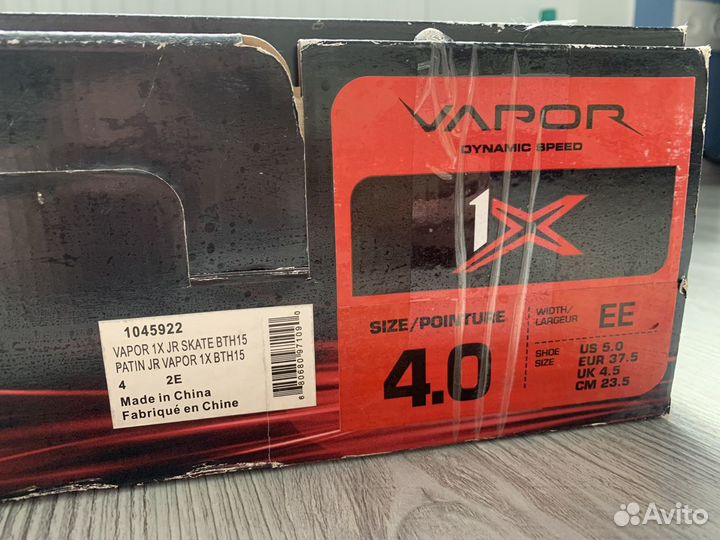 VAPOR
DYNAMIC SPEED
1X
SIZE/POINTURE
4.0
WIDTH/
LARGEUR
EE
SHOE
SIZE
US 5.0
EUR 37.5
UK 4.5
CM 23.5
1045922
VAPOR 1X JR SKATE BTH15
PATIN JR VAPOR 1X BTH15
4 2E
Made in China
Fabriqué en Chine
Avito